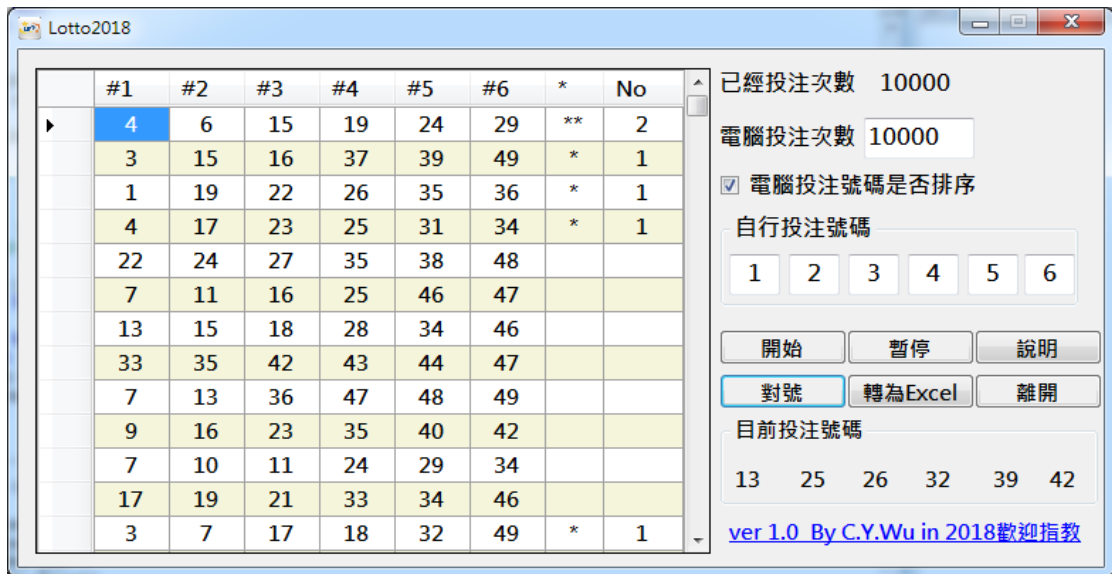 Lotto2018
#1 #2 #3 #4 #5 #6 * No
4 6 15 19 24 29 ** 2
3 15 16 37 39 49 * 1
1 19 22 26 35 36 * 1
4 17 23 25 31 34 * 1
22 24 27 35 38 48
7 11 16 25 46 47
13 15 18 28 34 46
33 35 42 43 44 47
7 13 36 47 48 49
9 16 23 35 40 42
7 10 11 24 29 34
17 19 21 33 34 46
3 7 17 18 32 49 * 1
已經投注次數 10000
電腦投注次數 10000
電腦投注號碼是否排序
自行投注號碼
1 2 3 4 5 6
開始 暫停 說明
對號 轉為Excel 離開
目前投注號碼
13 25 26 32 39 42
ver 1.0 By C.Y.Wu in 2018歡迎指教